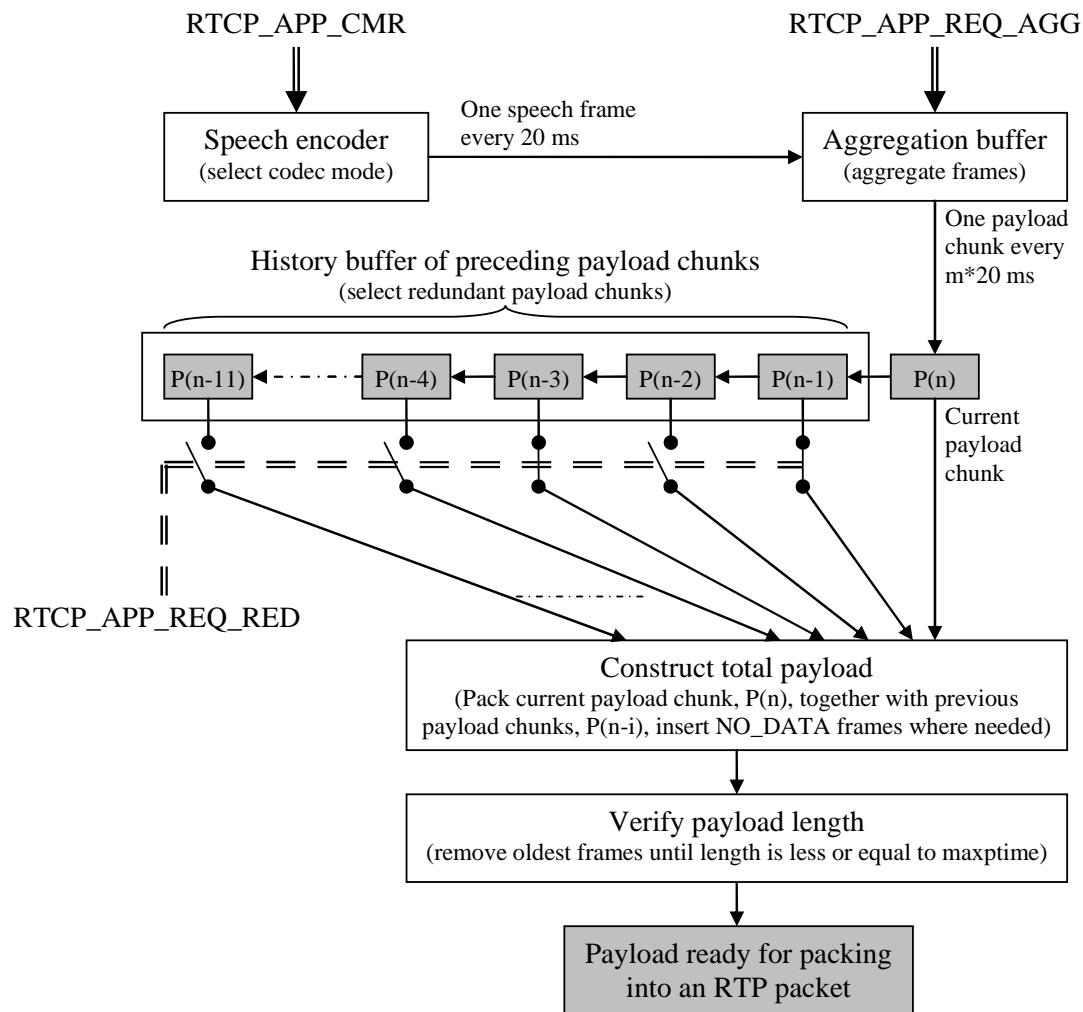 RTCP_APP_CMR
RTCP_APP_REQ_AGG
Speech encoder
(select codec mode)
One speech frame
every 20 ms
Aggregation buffer
(aggregate frames)
One payload
chunk every
m*20 ms
History buffer of preceding payload chunks
(select redundant payload chunks)
P(n-11)
P(n-4)
P(n-3)
P(n-2)
P(n-1)
P(n)
Current
payload
chunk
RTCP_APP_REQ_RED
Construct total payload
(Pack current payload chunk, P(n), together with previous
payload chunks, P(n-i), insert NO_DATA frames where needed)
Verify payload length
(remove oldest frames until length is less or equal to maxptime)
Payload ready for packing
into an RTP packet